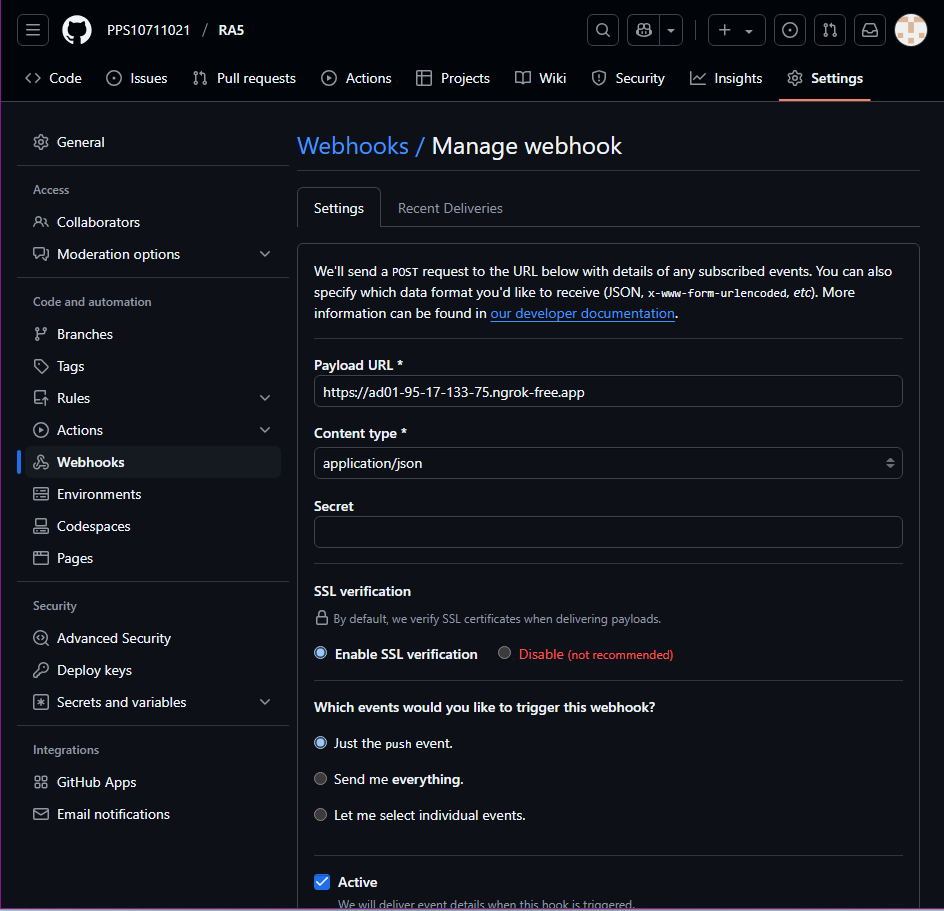 PPS10711021 / RA5
Code Issues Pull requests Actions Projects Wiki Security Insights Settings
General
Access
Collaborators
Moderation options
Code and automation
Branches
Tags
Rules
Actions
Webhooks
Environments
Codespaces
Pages
Security
Advanced Security
Deploy keys
Secrets and variables
Integrations
GitHub Apps
Email notifications
Webhooks / Manage webhook
Settings Recent Deliveries
We'll send a POST request to the URL below with details of any subscribed events. You can also
specify which data format you'd like to receive (JSON, x-www-form-urlencoded, etc). More
information can be found in our developer documentation.
Payload URL *
https://ad01-95-17-133-75.ngrok-free.app
Content type *
application/json
Secret
SSL verification
By default, we verify SSL certificates when delivering payloads.
Enable SSL verification Disable (not recommended)
Which events would you like to trigger this webhook?
Just the push event.
Send me everything.
Let me select individual events.
Active
We will deliver event details when this hook is triggered.